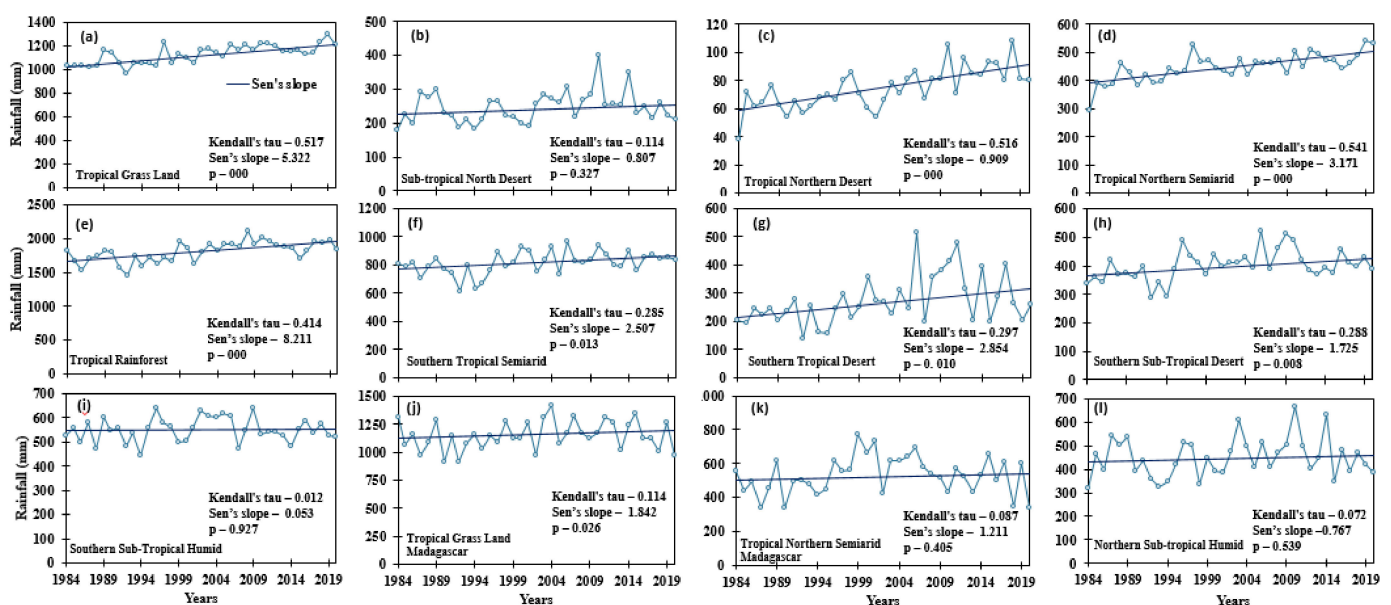 (a)
Rainfall (mm)
1400
1200
1000
800
600
400
200
0
Sen's slope
Kendall's tau – 0.517
Sen's slope – 5.322
p – 000
Tropic Grass Land
(b)
500
400
300
200
100
0
Kendall's tau – 0.114
Sen's slope – 0.807
p – 0.327
Sub-tropical North Desert
(c)
120
100
80
60
40
20
0
Kendall's tau – 0.516
Sen's slope – 0.909
p – 000
Tropical Northern Desert
(d)
600
500
400
300
200
100
0
Kendall's tau – 0.541
Sen's slope – 3.171
p – 000
Tropical Northern Semiarid
(e)
Rainfall (mm)
2500
2000
1500
1000
500
0
Kendall's tau – 0.414
Sen's slope – 8.211
p – 000
Tropical Rainforest
(f)
1200
1000
800
600
400
200
0
Kendall's tau – 0.285
Sen's slope – 2.507
p – 0.013
Southern Tropical Semiarid
(g)
600
500
400
300
200
100
0
Kendall's tau – 0.297
Sen's slope – 2.854
p – 0. 010
Southern Tropical Desert
(h)
600
500
400
300
200
100
0
Kendall's tau – 0.288
Sen's slope – 1.725
p – 0.008
Southern Sub-Tropical Desert
(i)
Rainfall (mm)
700
600
500
400
300
200
100
0
Kendall's tau – 0.012
Sen's slope – 0.053
p – 0.927
Southern Sub-Tropical Humid
1984 1989 1994 1999 2004 2009 2014 2019
Years
(j)
1500
1250
1000
750
500
250
0
Kendall's tau – 0.114
Sen's slope – 1.842
p – 0.026
Tropical Grass Land
Madagascar
1984 1989 1994 1999 2004 2009 2014 2019
Years
(k)
.000
800
600
400
200
0
Kendall's tau – 0.087
Sen's slope – 1.211
p – 0.405
Tropical Northern Semiarid
Madagascar
1984 1989 1994 1999 2004 2009 2014 2019
Years
(l)
700
600
500
400
300
200
100
0
Kendall's tau – 0.072
Sen's slope –0.767
p – 0.539
Northern Sub-tropical Humid
1984 1989 1994 1999 2004 2009 2014 2019
Years